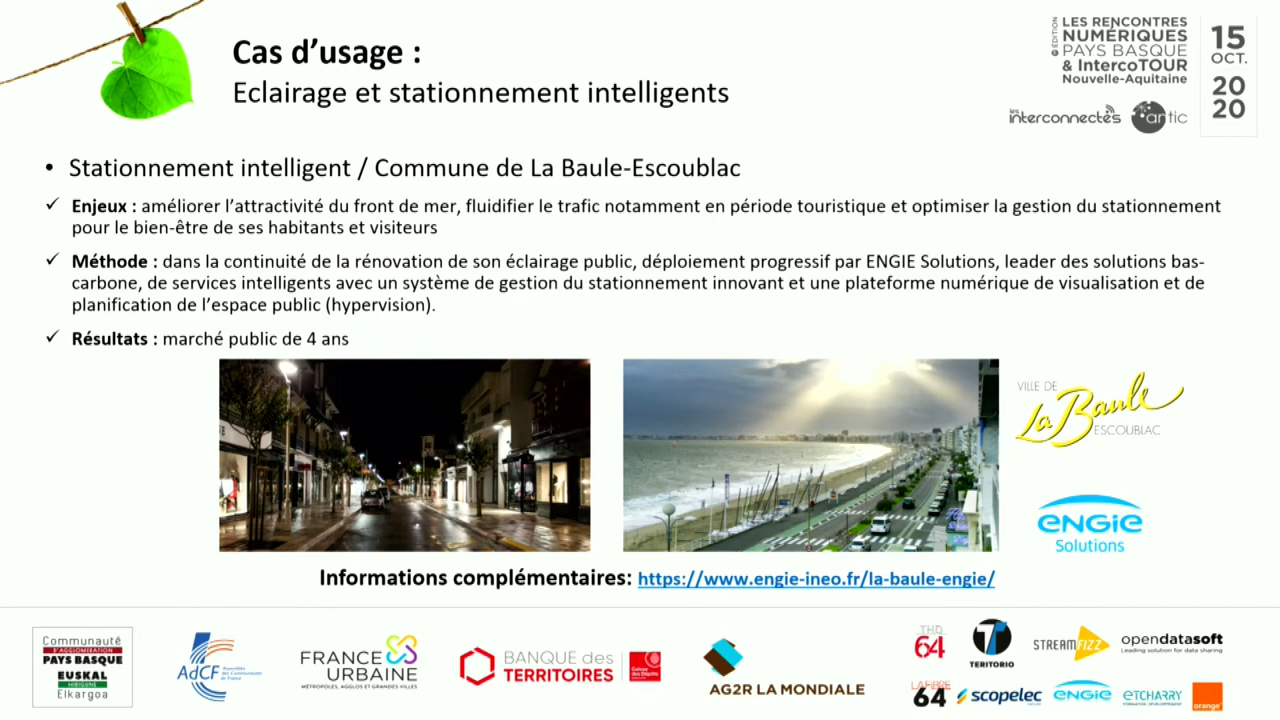 Cas d’usage :
Eclairage et stationnement intelligents
ÉDITION
LES RENCONTRES
NUMÉRIQUES
PAYS BASQUE
& IntercoTOUR
Nouvelle-Aquitaine
15
OCT.
20
20
les interconnectés
antic
• Stationnement intelligent / Commune de La Baule-Escoublac
✓ Enjeux : améliorer l’attractivité du front de mer, fluidifier le trafic notamment en période touristique et optimiser la gestion du stationnement
pour le bien-être de ses habitants et visiteurs
✓ Méthode : dans la continuité de la rénovation de son éclairage public, déploiement progressif par ENGIE Solutions, leader des solutions bas-
carbone, de services intelligents avec un système de gestion du stationnement innovant et une plateforme numérique de visualisation et de
planification de l’espace public (hypervision).
✓ Résultats : marché public de 4 ans
VILLE DE
La Baule
ESCOUBLAC
ENGIE
Solutions
Informations complémentaires: https://www.engie-ineo.fr/la-baule-engie/
Communauté
D'AGGLOMÉRATION
PAYS BASQUE
EUSKAL
HIRIGUNE
Elkargoa
AdCF
Assemblée
des Communautés
de France
FRANCE
URBAINE
MÉTROPOLES, AGGLOS ET GRANDES VILLES
BANQUE des
TERRITOIRES
Groupe
Caisse
des Dépôts
AG2R LA MONDIALE
THD
64
LA FIBRE
64
TERITORIO
STREAMFIZZ
opendatasoft
Leading solution for data sharing
scopelec
ENGIE
ETCHARRY
FORMATION-DÉVELOPPEMENT
orange